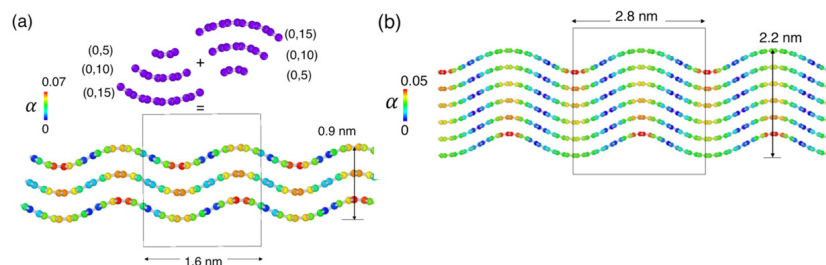 (a)
(0,5)
(0,10)
(0,15)
+
(0,15)
(0,10)
(0,5)
=
0.07
α
0
0.9 nm
1.6 nm
(b)
2.8 nm
2.2 nm
0.05
α
0